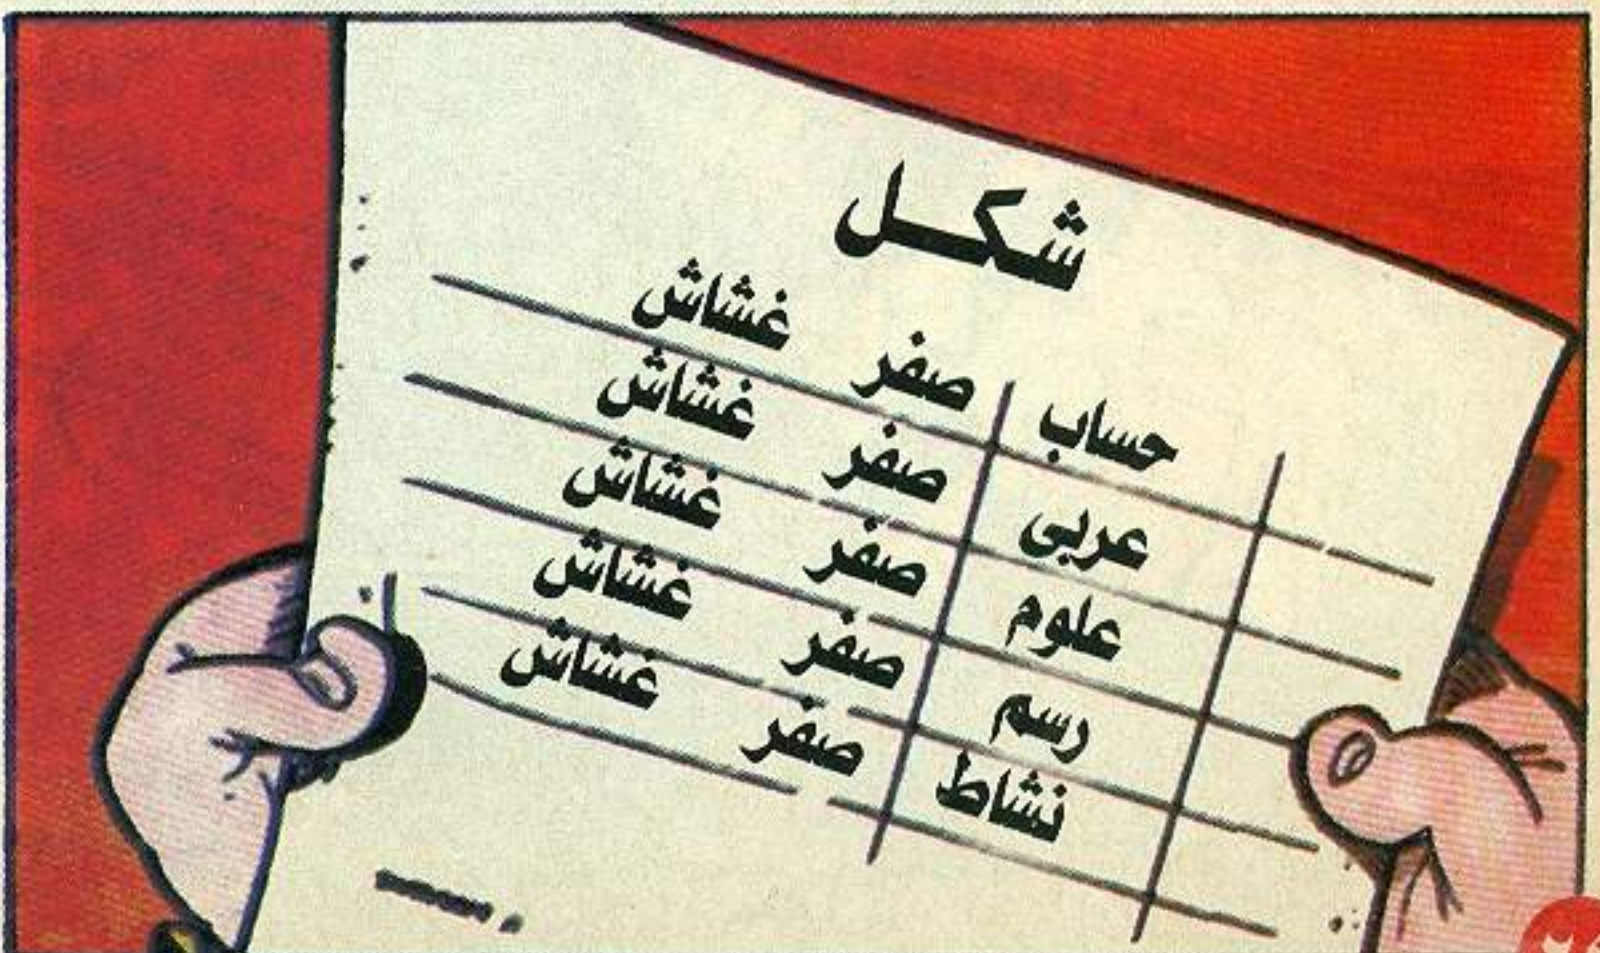 شكل
حساب صفر غشاش
عربى صفر غشاش
علوم صفر غشاش
رسم صفر غشاش
نشاط صفر غشاش